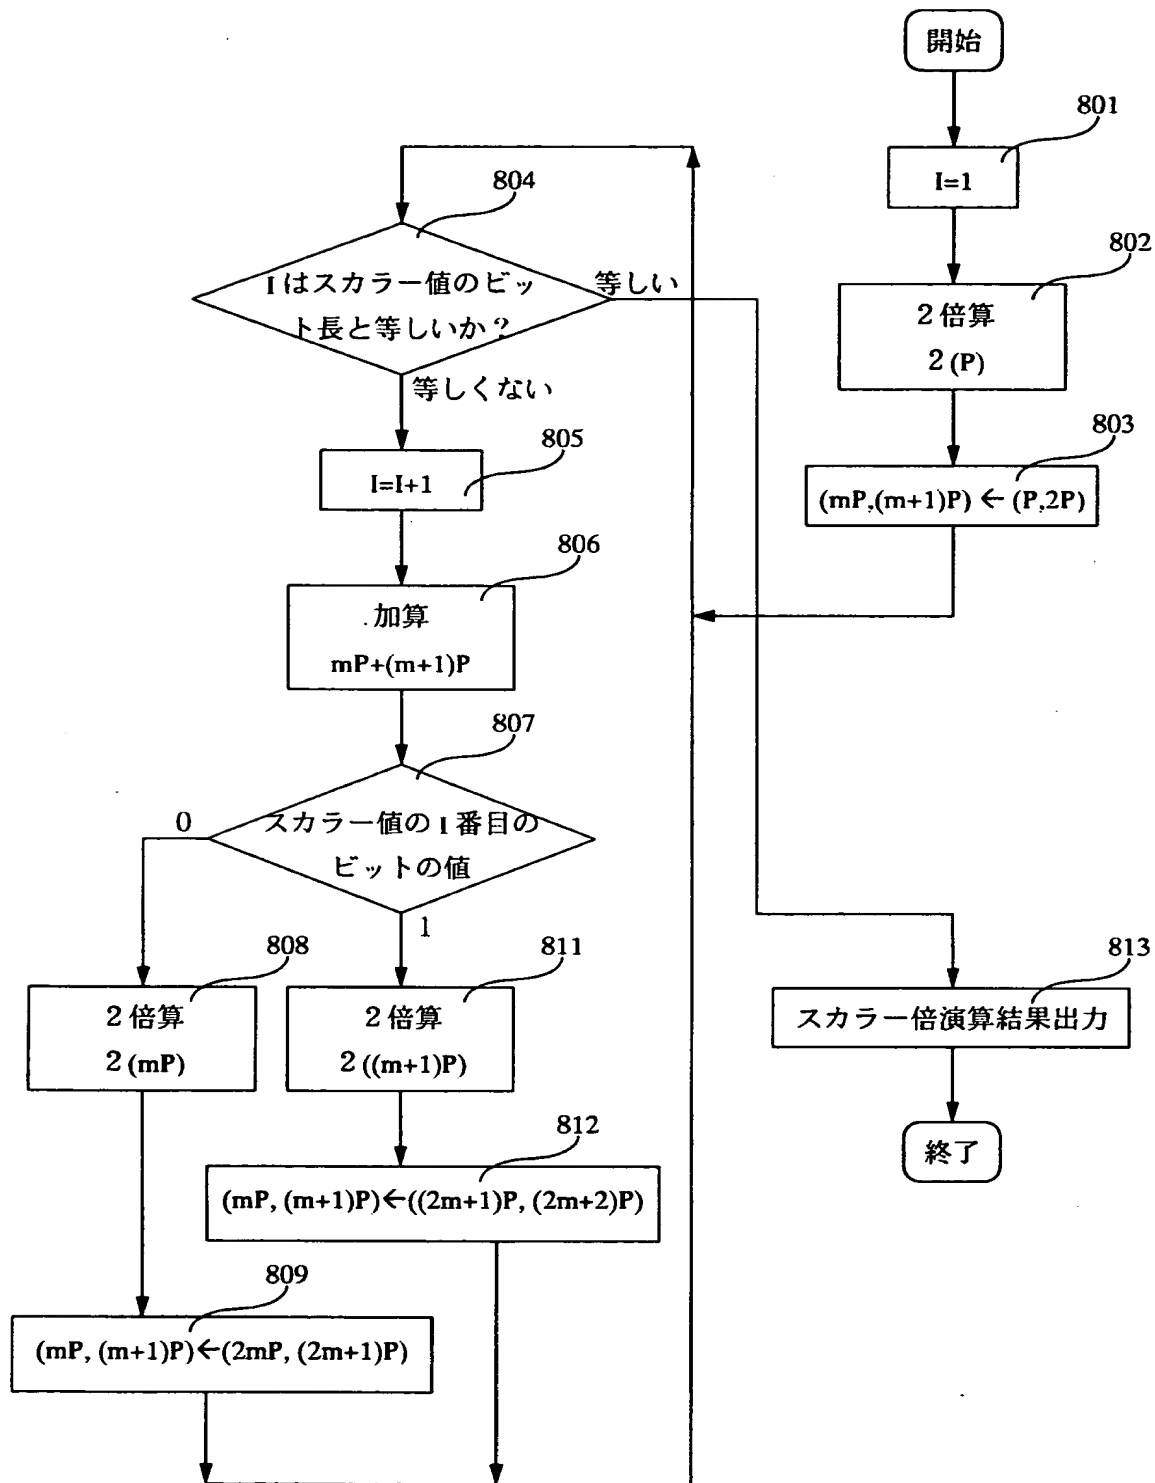 開始
801
I=1
802
2倍算
2(P)
803
(mP,(m+1)P) ← (P,2P)
804
Iはスカラー値のビッ
ト長と等しいか?
等しい
等しくない
805
I=I+1
806
加算
mP+(m+1)P
807
スカラー値のI番目の
ビットの値
0
1
808
2倍算
2(mP)
811
2倍算
2((m+1)P)
812
(mP, (m+1)P)←((2m+1)P, (2m+2)P)
809
(mP, (m+1)P)←(2mP, (2m+1)P)
813
スカラー倍演算結果出力
終了